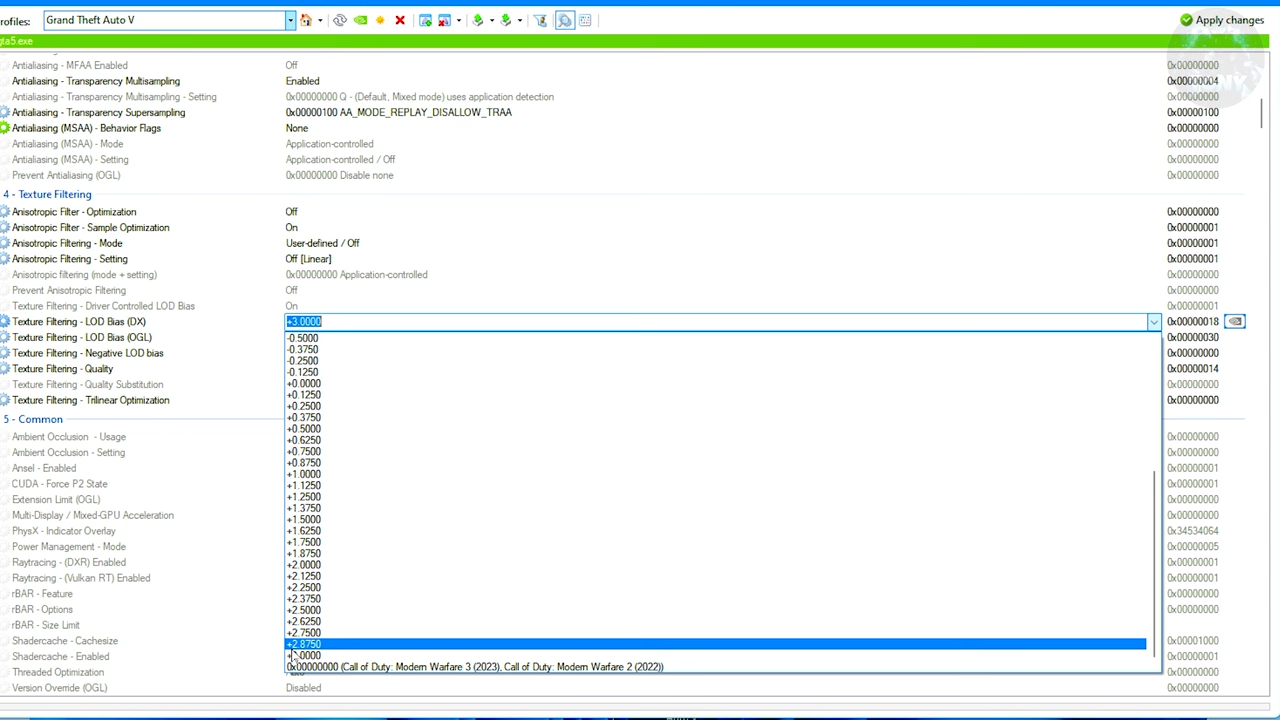 rofiles: Grand Theft Auto V Apply changes
gta5.exe
Antialiasing - MFAA Enabled Off 0x00000000
Antialiasing - Transparency Multisampling Enabled 0x00000004
Antialiasing - Transparency Multisampling - Setting 0x00000000 Q - (Default, Mixed mode) uses application detection 0x00000000
Antialiasing - Transparency Supersampling 0x00000100 AA_MODE_REPLAY_DISALLOW_TRAA 0x00000100
Antialiasing (MSAA) - Behavior Flags None 0x00000000
Antialiasing (MSAA) - Mode Application-controlled 0x00000000
Antialiasing (MSAA) - Setting Application-controlled / Off 0x00000000
Prevent Antialiasing (OGL) 0x00000000 Disable none 0x00000000
4 - Texture Filtering
Anisotropic Filter - Optimization Off 0x00000000
Anisotropic Filter - Sample Optimization On 0x00000001
Anisotropic Filtering - Mode User-defined / Off 0x00000001
Anisotropic Filtering - Setting Off [Linear] 0x00000001
Anisotropic filtering (mode + setting) 0x00000000 Application-controlled 0x00000000
Prevent Anisotropic Filtering Off 0x00000000
Texture Filtering - Driver Controlled LOD Bias On 0x00000001
Texture Filtering - LOD Bias (DX) +3.0000 0x00000018
Texture Filtering - LOD Bias (OGL) -0.5000 0x00000030
-0.3750
Texture Filtering - Negative LOD bias -0.2500 0x00000000
Texture Filtering - Quality -0.1250 0x00000014
Texture Filtering - Quality Substitution +0.0000 0x00000000
+0.1250
Texture Filtering - Trilinear Optimization +0.2500 0x00000000
5 - Common +0.3750
+0.5000
Ambient Occlusion - Usage +0.6250 0x00000000
Ambient Occlusion - Setting +0.7500 0x00000000
Ansel - Enabled +0.8750 0x00000001
+1.0000
CUDA - Force P2 State +1.1250 0x00000001
Extension Limit (OGL) +1.2500 0x00000000
+1.3750
Multi-Display / Mixed-GPU Acceleration +1.5000 0x00000000
PhysX - Indicator Overlay +1.6250 0x34534064
Power Management - Mode +1.7500 0x00000005
+1.8750
Raytracing - (DXR) Enabled +2.0000 0x00000001
Raytracing - (Vulkan RT) Enabled +2.1250 0x00000001
+2.2500
rBAR - Feature +2.3750 0x00000000
rBAR - Options +2.5000 0x00000000
rBAR - Size Limit +2.6250
+2.7500
Shadercache - Cachesize +2.8750 0x00001000
Shadercache - Enabled 0x00000001
Threaded Optimization 0x00000000 (Call of Duty: Modern Warfare 3 (2023), Call of Duty: Modern Warfare 2 (2022)) 0x00000000
Version Override (OGL) Disabled 0x00000000